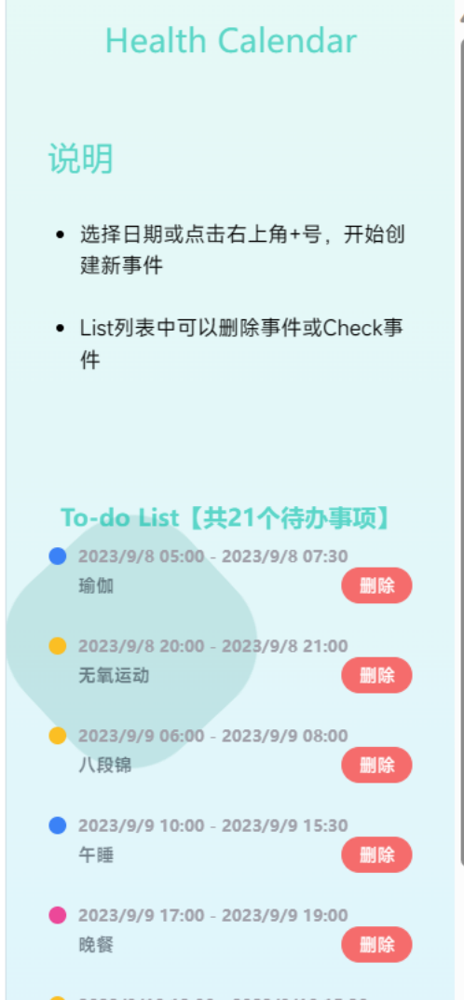 Health Calendar
说明
选择日期或点击右上角+号，开始创
建新事件
List列表中可以删除事件或Check事
件
To-do List【共21个待办事项】
2023/9/8 05:00 - 2023/9/8 07:30
瑜伽
删除
2023/9/8 20:00 - 2023/9/8 21:00
无氧运动
删除
2023/9/9 06:00 - 2023/9/9 08:00
八段锦
删除
2023/9/9 10:00 - 2023/9/9 15:30
午睡
删除
2023/9/9 17:00 - 2023/9/9 19:00
晚餐
删除